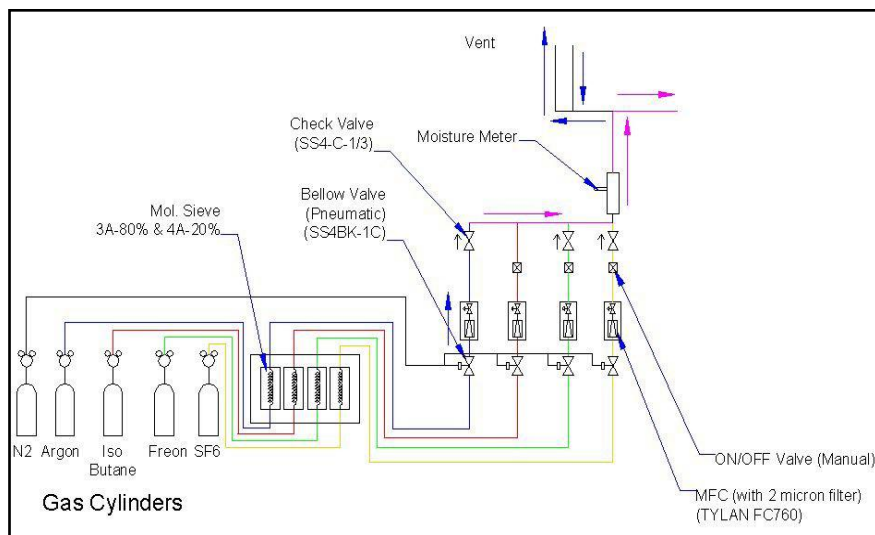 Vent
Check Valve
(SS4-C-1/3)
Moisture Meter
Bellow Valve
(Pneumatic)
(SS4BK-1C)
Mol. Sieve
3A-80% & 4A-20%
N2 Argon Iso Butane Freon SF6
ON/OFF Valve (Manual)
MFC (with 2 micron filter)
(TYLAN FC760)
Gas Cylinders